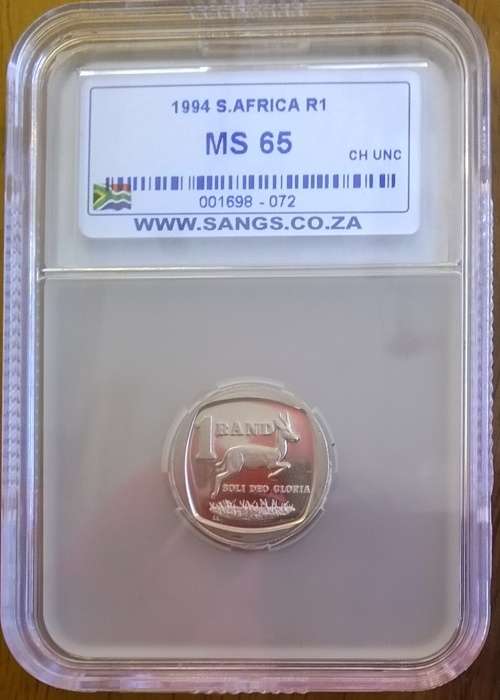 1994 S.AFRICA R1
MS 65
CH UNC
001698 - 072
WWW.SANGS.CO.ZA
1 RAND
SOLI DEO GLORIA